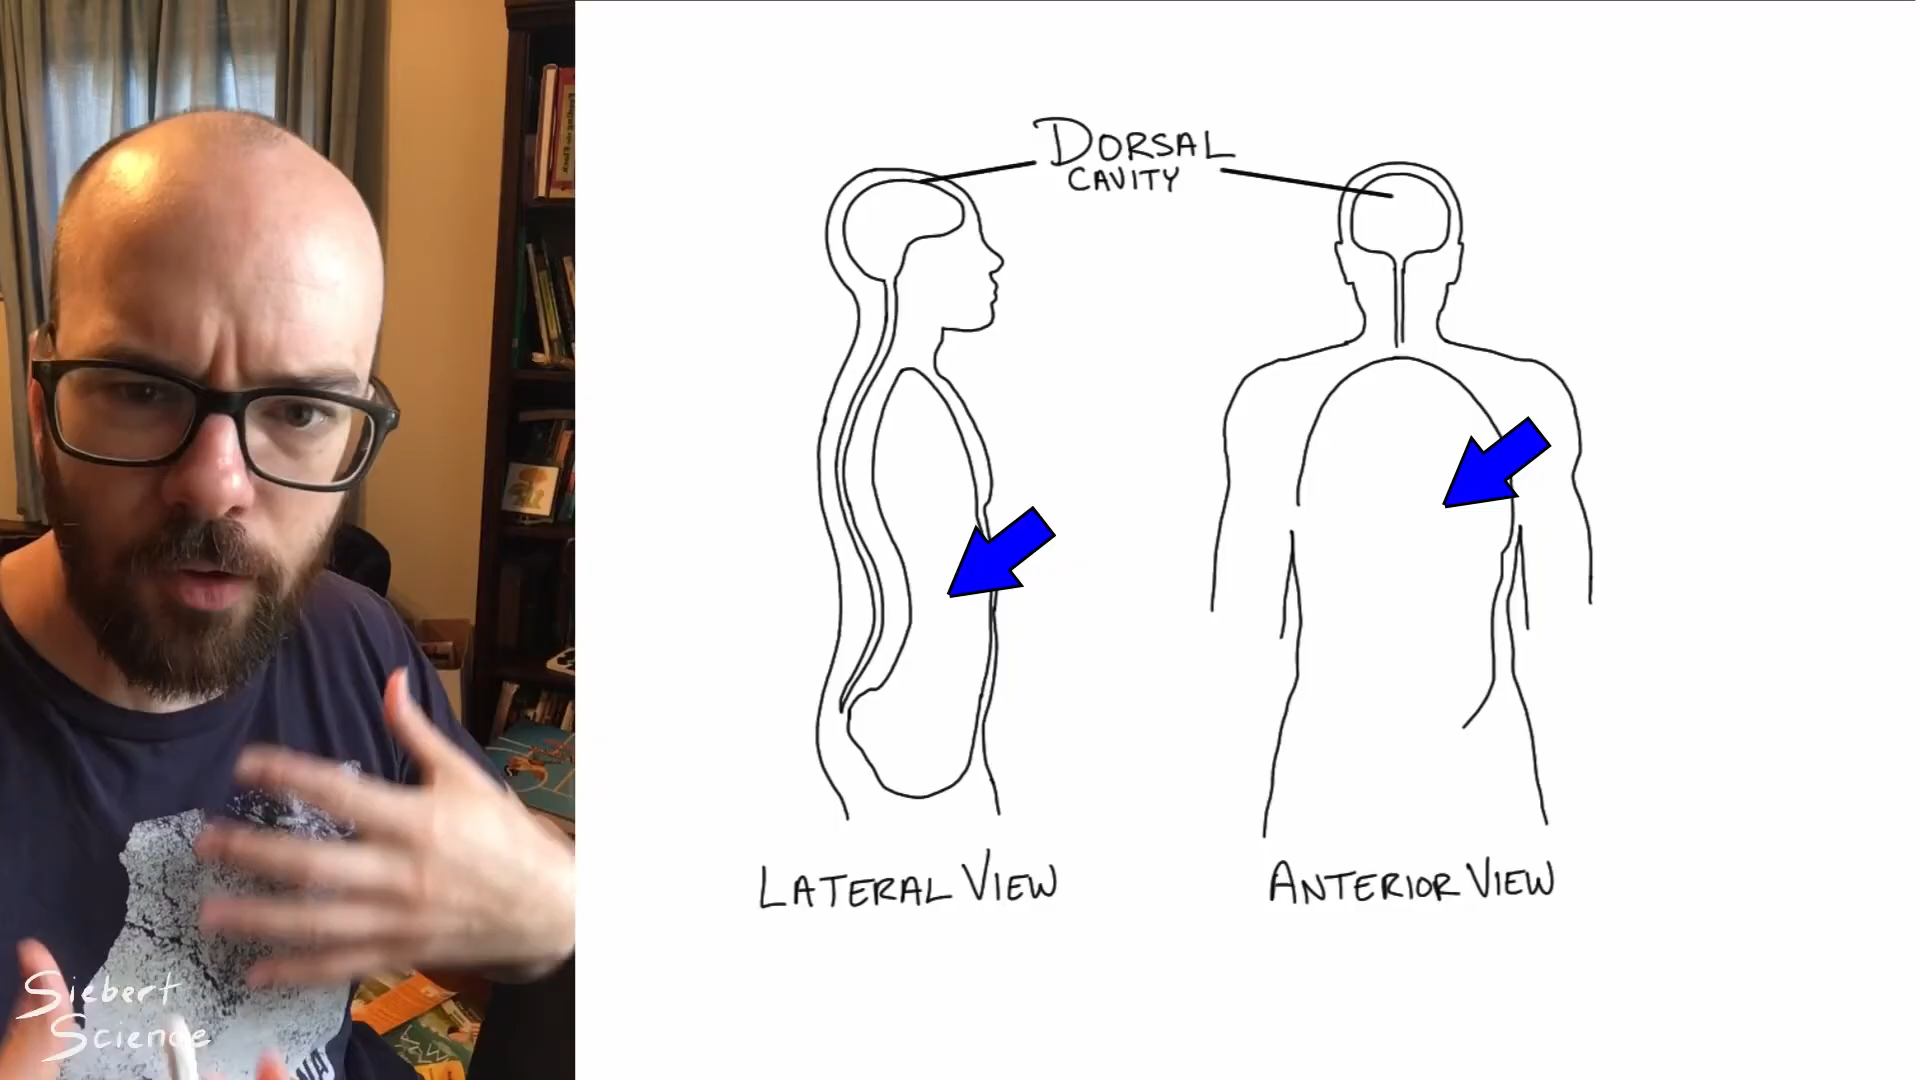 DORSAL
CAVITY
LATERAL VIEW
ANTERIOR VIEW
Siebert
Science